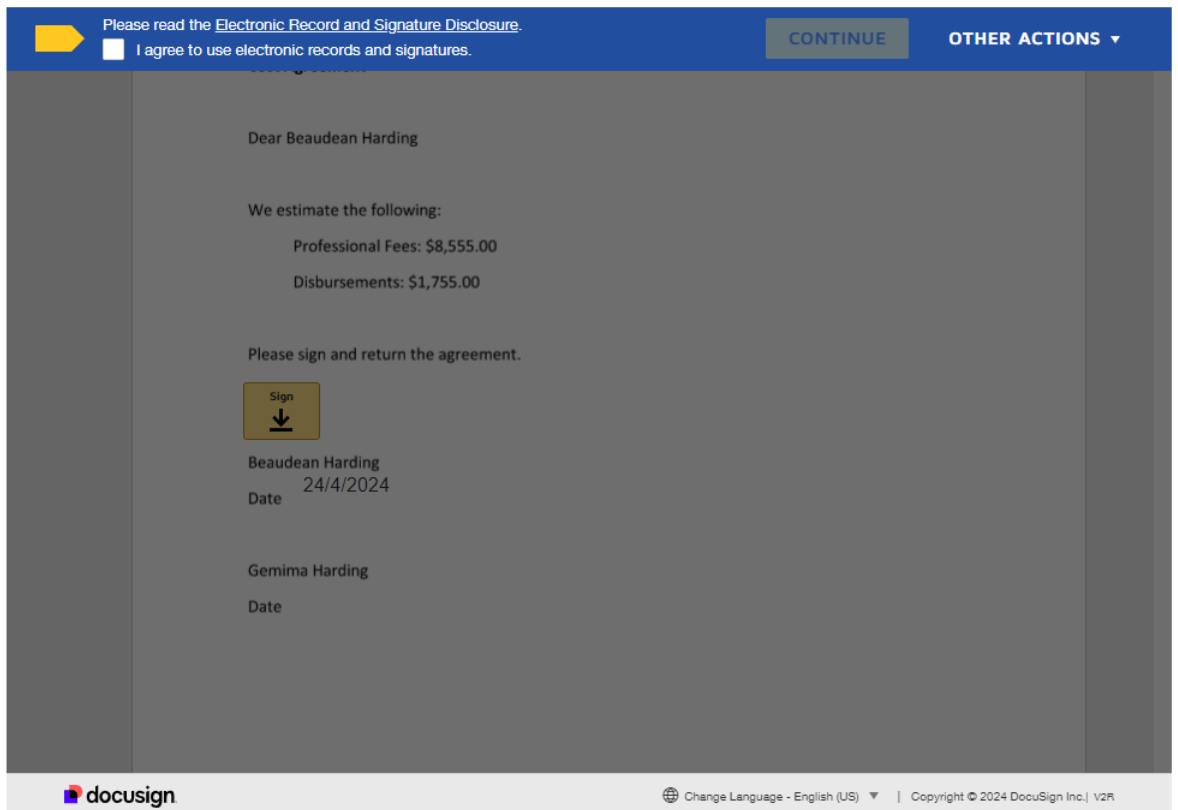 Please read the Electronic Record and Signature Disclosure.
I agree to use electronic records and signatures.
CONTINUE
OTHER ACTIONS
Dear Beaudean Harding
We estimate the following:
Professional Fees: $8,555.00
Disbursements: $1,755.00
Please sign and return the agreement.
Sign
Beaudean Harding
24/4/2024
Date
Gemima Harding
Date
docusign
Change Language - English (US) | Copyright © 2024 DocuSign Inc.| V2R